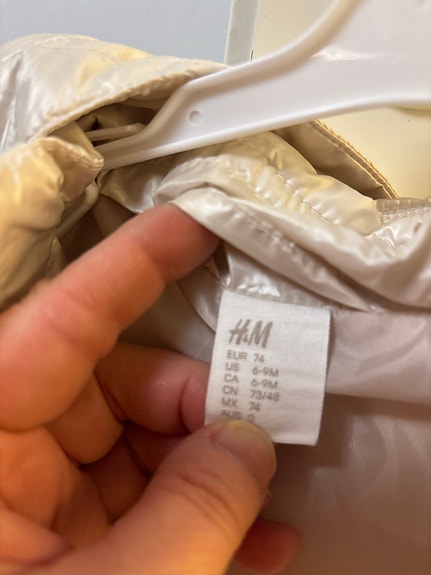 H&M
EUR 74
US 6-9M
CA 6-9M
CN 73/48
MX 74
AUS 0